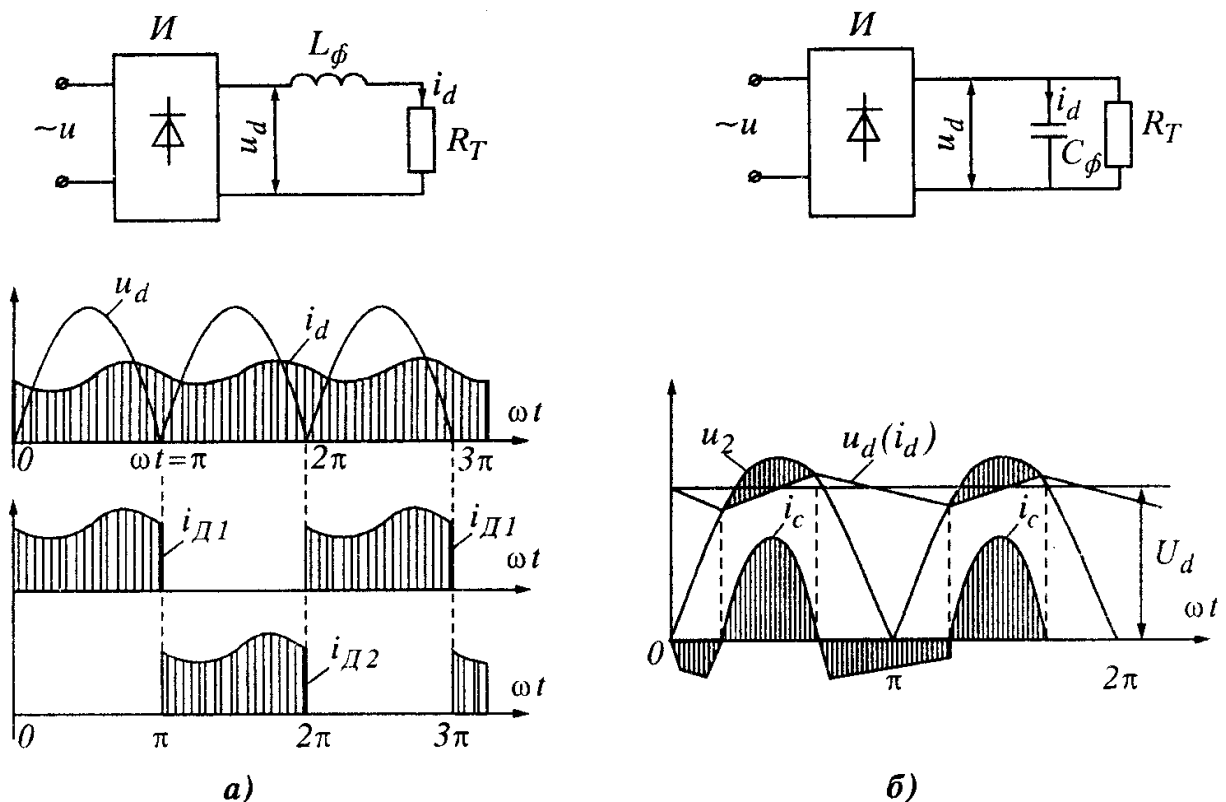 И
L_ф
i_d
~u
u_d
R_T
И
~u
u_d
i_d
C_ф
R_T
u_d
i_d
ωt
0
ωt=π
2π
3π
i_Д1
i_Д1
ωt
i_Д2
ωt
0
π
2π
3π
а)
u_2
u_d(i_d)
i_c
i_c
U_d
ωt
0
π
2π
б)